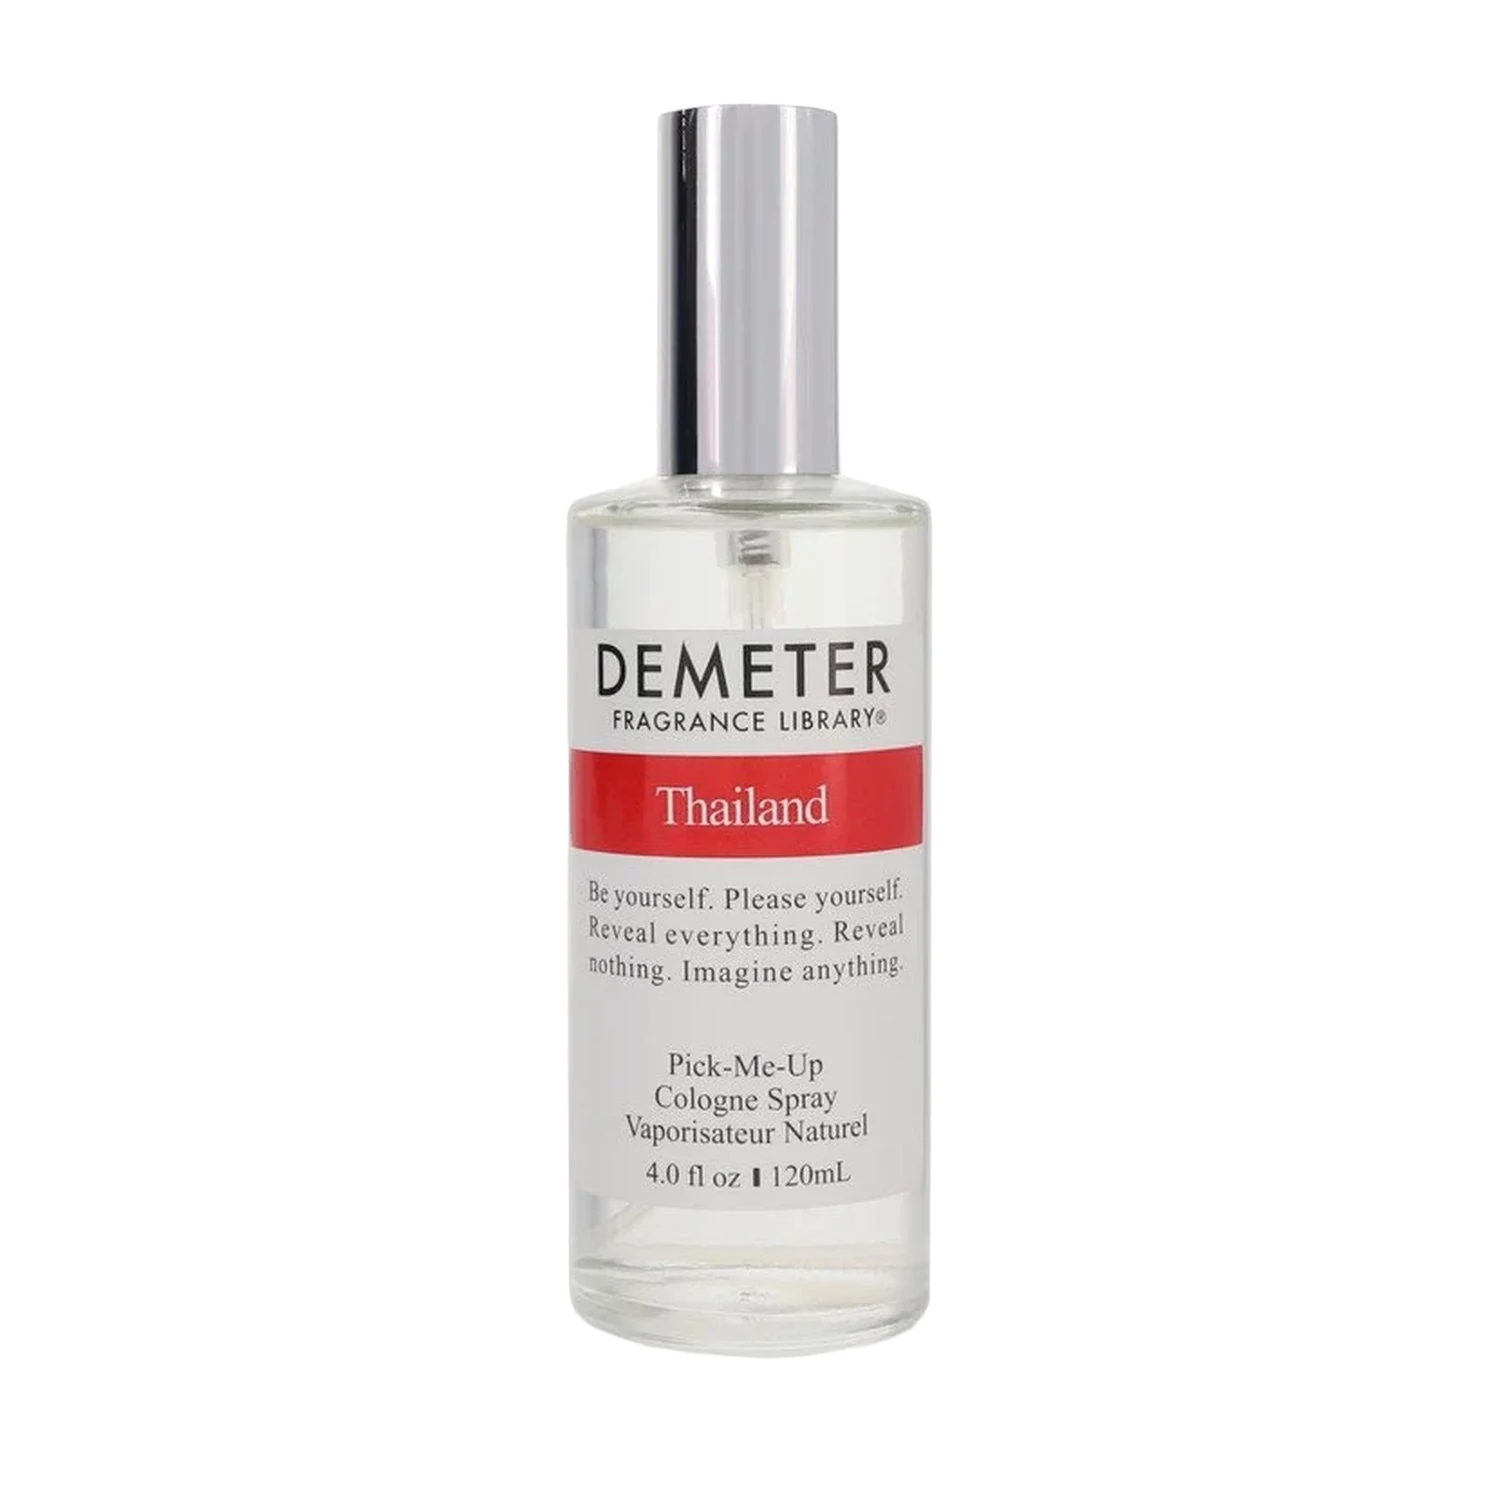 DEMETER
FRAGRANCE LIBRARY®
Thailand
Be yourself. Please yourself.
Reveal everything. Reveal
nothing. Imagine anything.
Pick-Me-Up
Cologne Spray
Vaporisateur Naturel
4.0 fl oz ❚ 120mL